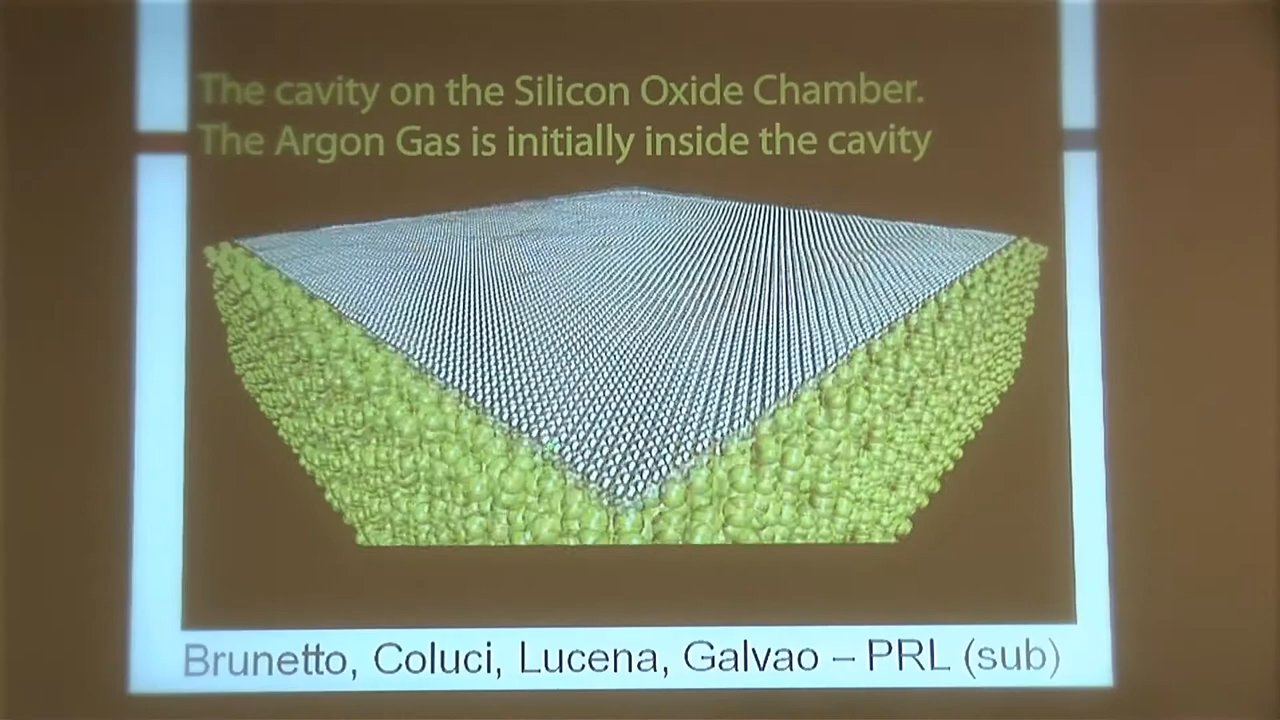 The cavity on the Silicon Oxide Chamber.
The Argon Gas is initially inside the cavity
Brunetto, Coluci, Lucena, Galvao – PRL (sub)